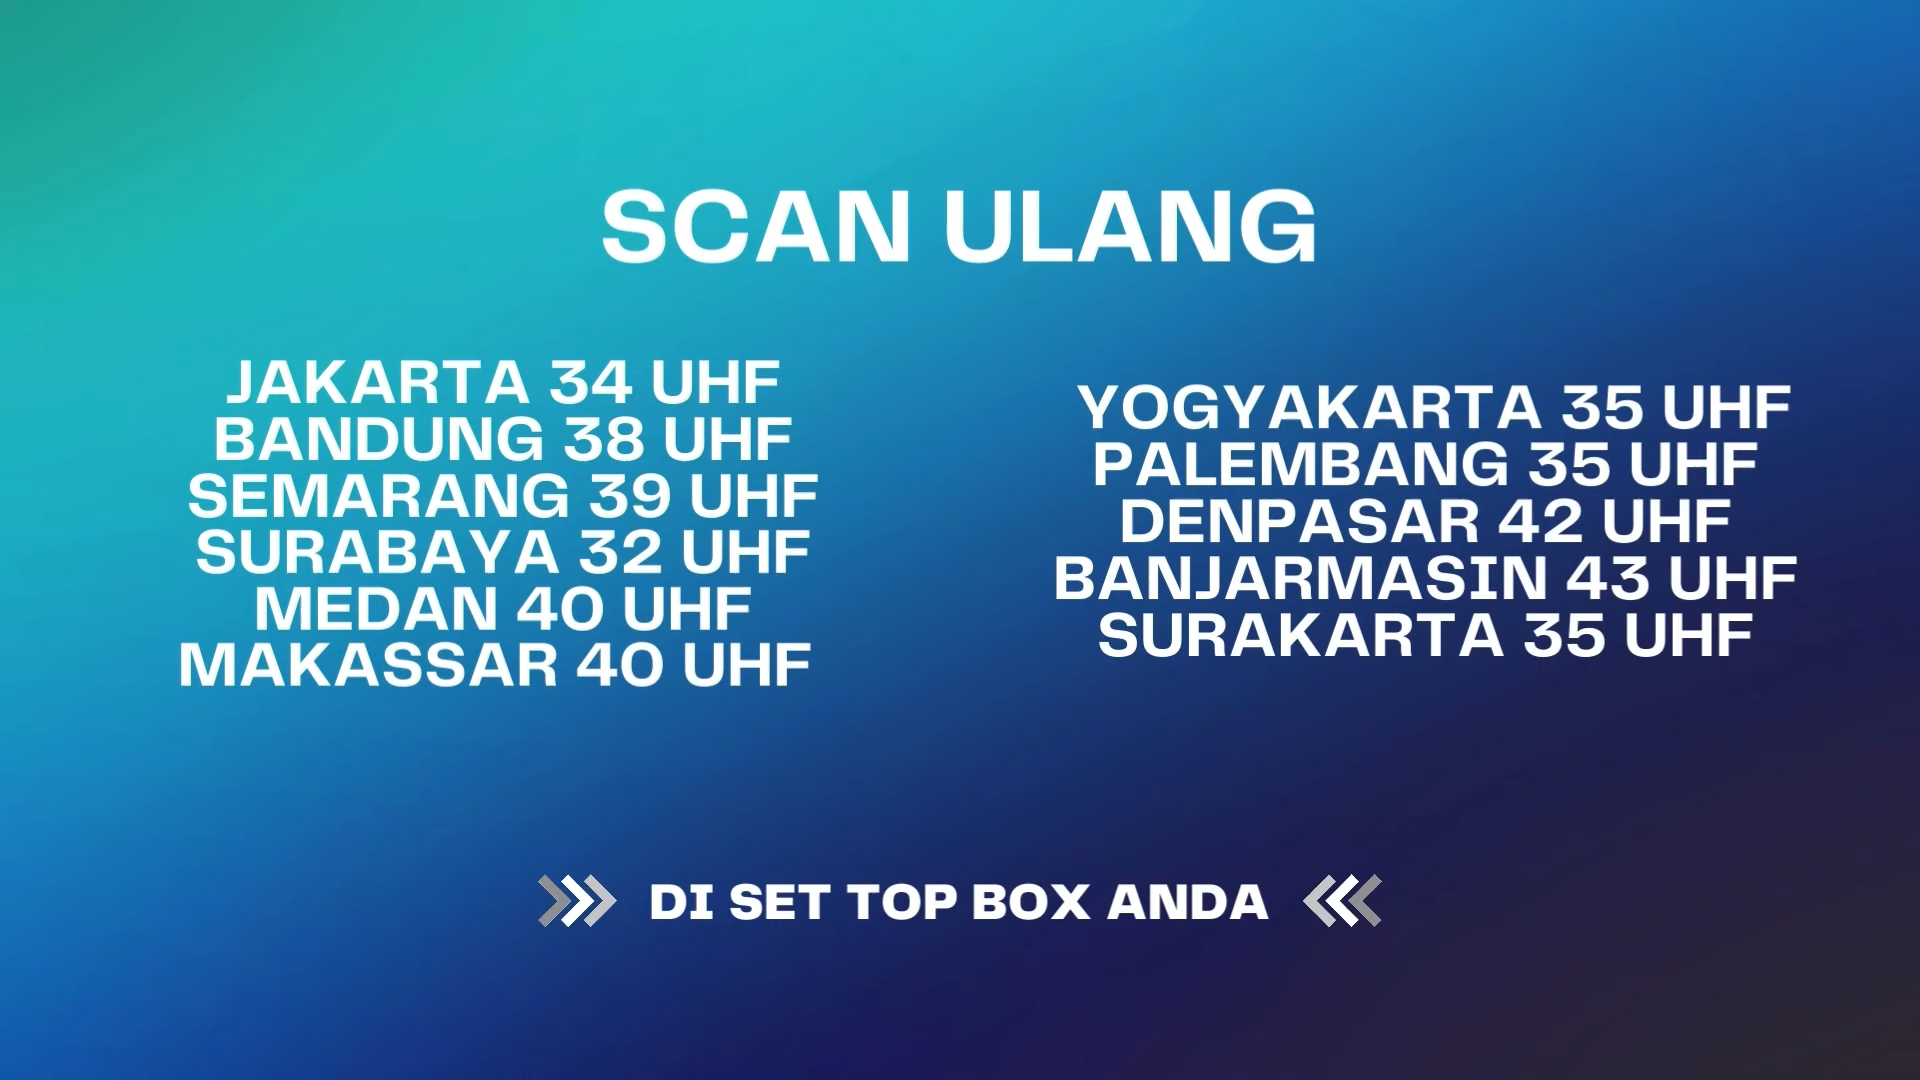 SCAN ULANG
JAKARTA 34 UHF
BANDUNG 38 UHF
SEMARANG 39 UHF
SURABAYA 32 UHF
MEDAN 40 UHF
MAKASSAR 40 UHF
YOGYAKARTA 35 UHF
PALEMBANG 35 UHF
DENPASAR 42 UHF
BANJARMASIN 43 UHF
SURAKARTA 35 UHF
DI SET TOP BOX ANDA